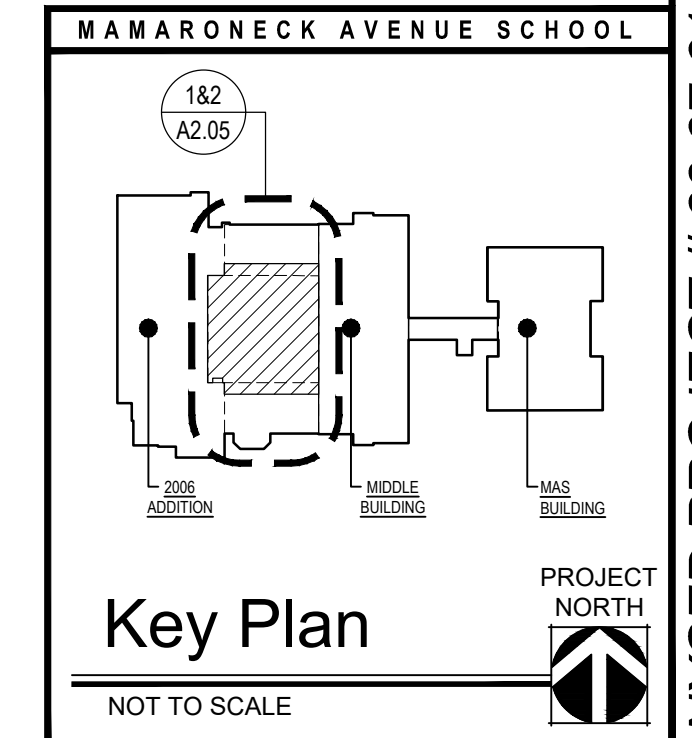 MAMARONECK AVENUE SCHOOL
1&2
A2.05
2006
ADDITION
MIDDLE
BUILDING
MAS
BUILDING
Key Plan
PROJECT
NORTH
NOT TO SCALE